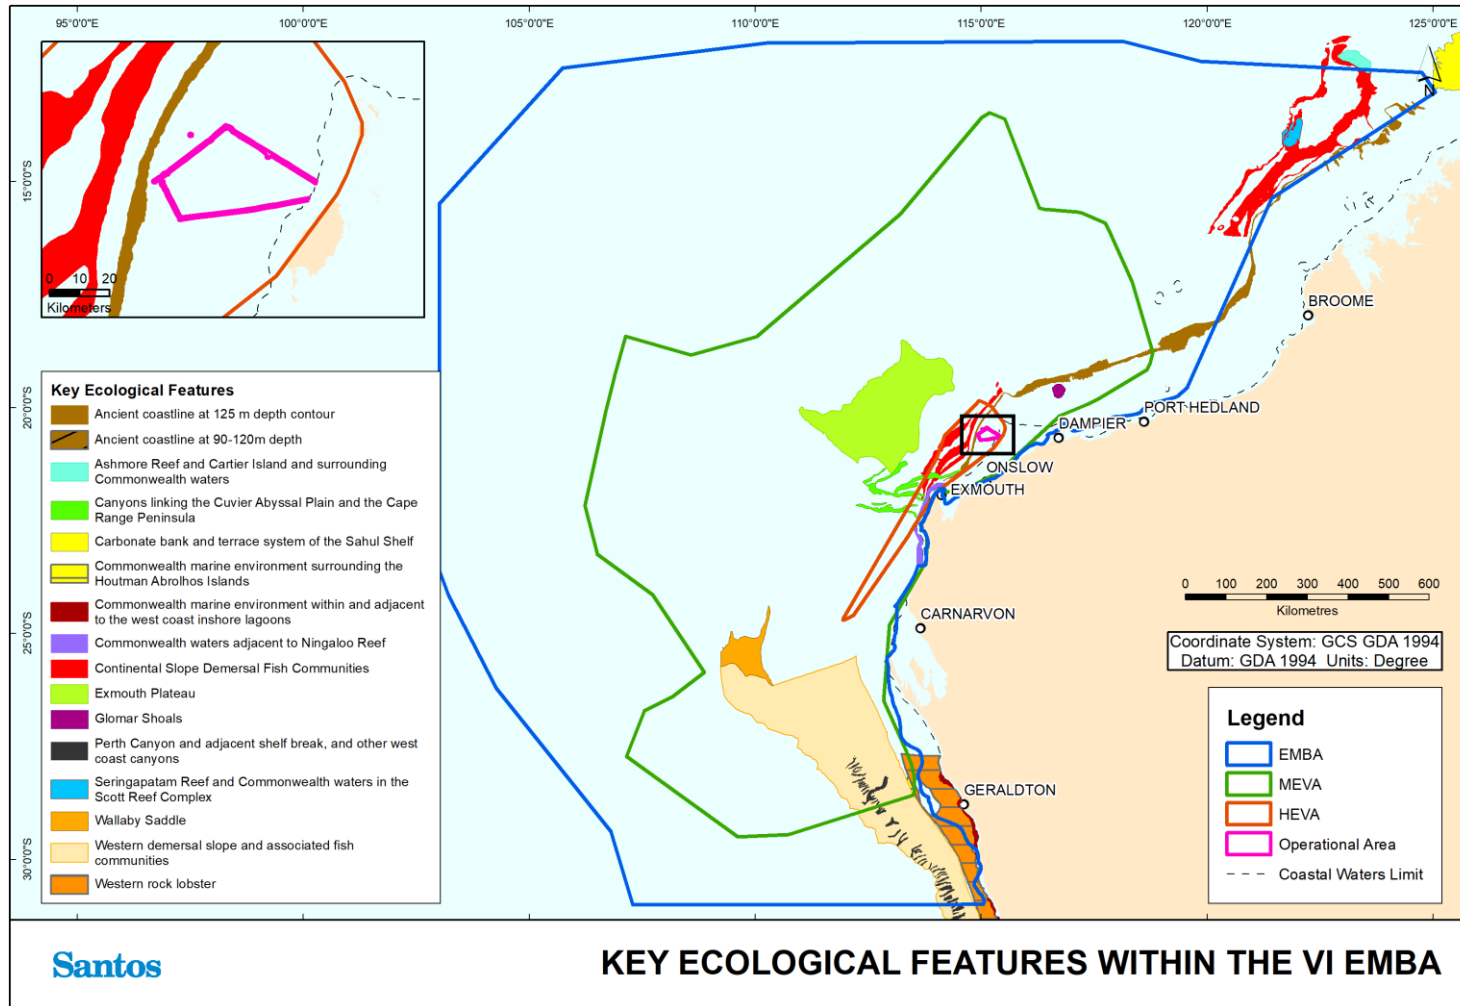 95°0'0"E
100°0'0"E
105°0'0"E
110°0'0"E
115°0'0"E
120°0'0"E
125°0'0"E
15°0'0"S
20°0'0"S
25°0'0"S
30°0'0"S
0 10 20
Kilometers
N
BROOME
PORT HEDLAND
DAMPIER
ONSLOW
EXMOUTH
CARNARVON
GERALDTON
Key Ecological Features
Ancient coastline at 125 m depth contour
Ancient coastline at 90-120m depth
Ashmore Reef and Cartier Island and surrounding
Commonwealth waters
Canyons linking the Cuvier Abyssal Plain and the Cape
Range Peninsula
Carbonate bank and terrace system of the Sahul Shelf
Commonwealth marine environment surrounding the
Houtman Abrolhos Islands
Commonwealth marine environment within and adjacent
to the west coast inshore lagoons
Commonwealth waters adjacent to Ningaloo Reef
Continental Slope Demersal Fish Communities
Exmouth Plateau
Glomar Shoals
Perth Canyon and adjacent shelf break, and other west
coast canyons
Seringapatam Reef and Commonwealth waters in the
Scott Reef Complex
Wallaby Saddle
Western demersal slope and associated fish
communities
Western rock lobster
0 100 200 300 400 500 600
Kilometres
Coordinate System: GCS GDA 1994
Datum: GDA 1994 Units: Degree
Legend
EMBA
MEVA
HEVA
Operational Area
Coastal Waters Limit
Santos
KEY ECOLOGICAL FEATURES WITHIN THE VI EMBA